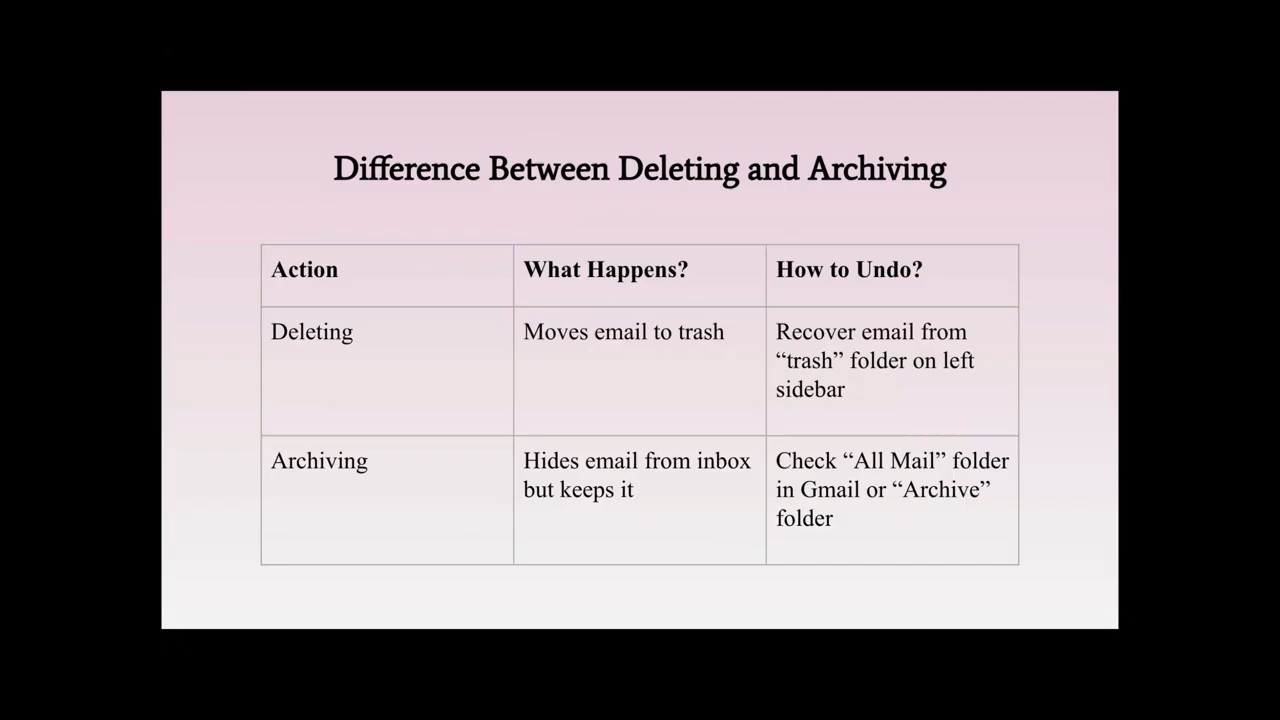 Difference Between Deleting and Archiving
Action
What Happens?
How to Undo?
Deleting
Moves email to trash
Recover email from
“trash” folder on left
sidebar
Archiving
Hides email from inbox
but keeps it
Check “All Mail” folder
in Gmail or “Archive”
folder